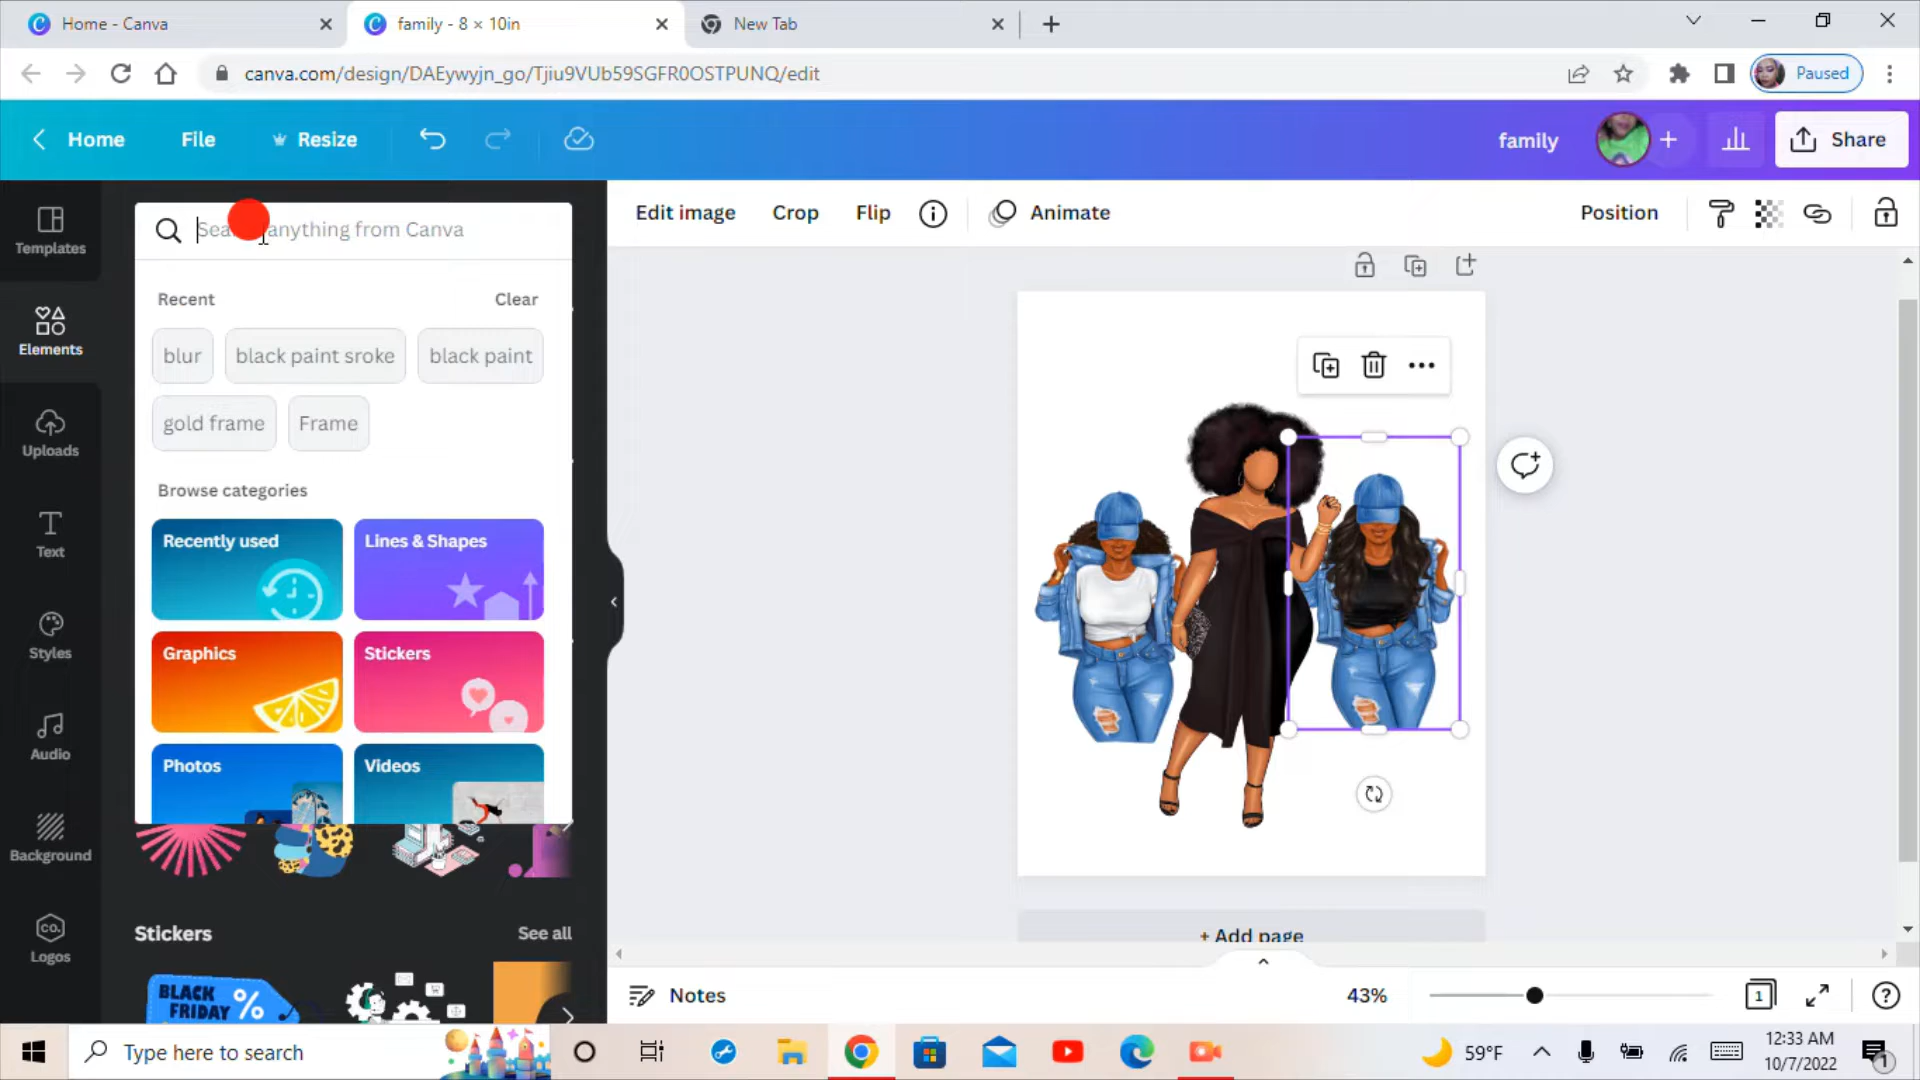 Home - Canva
family - 8 × 10in
New Tab
canva.com/design/DAEywyjn_go/Tjiu9VUb59SGFR0OSTPUNQ/edit
Paused
Home
File
Resize
family
Share
Templates
Elements
Uploads
Text
Styles
Audio
Background
CO.
Logos
anything from Canva
Recent
Clear
blur
black paint sroke
black paint
gold frame
Frame
Browse categories
Recently used
Lines & Shapes
Graphics
Stickers
Photos
Videos
Stickers
See all
BLACK
FRIDAY
%
Edit image
Crop
Flip
Animate
Position
+ Add page
Notes
43%
1
Type here to search
59°F
12:33 AM
10/7/2022
1